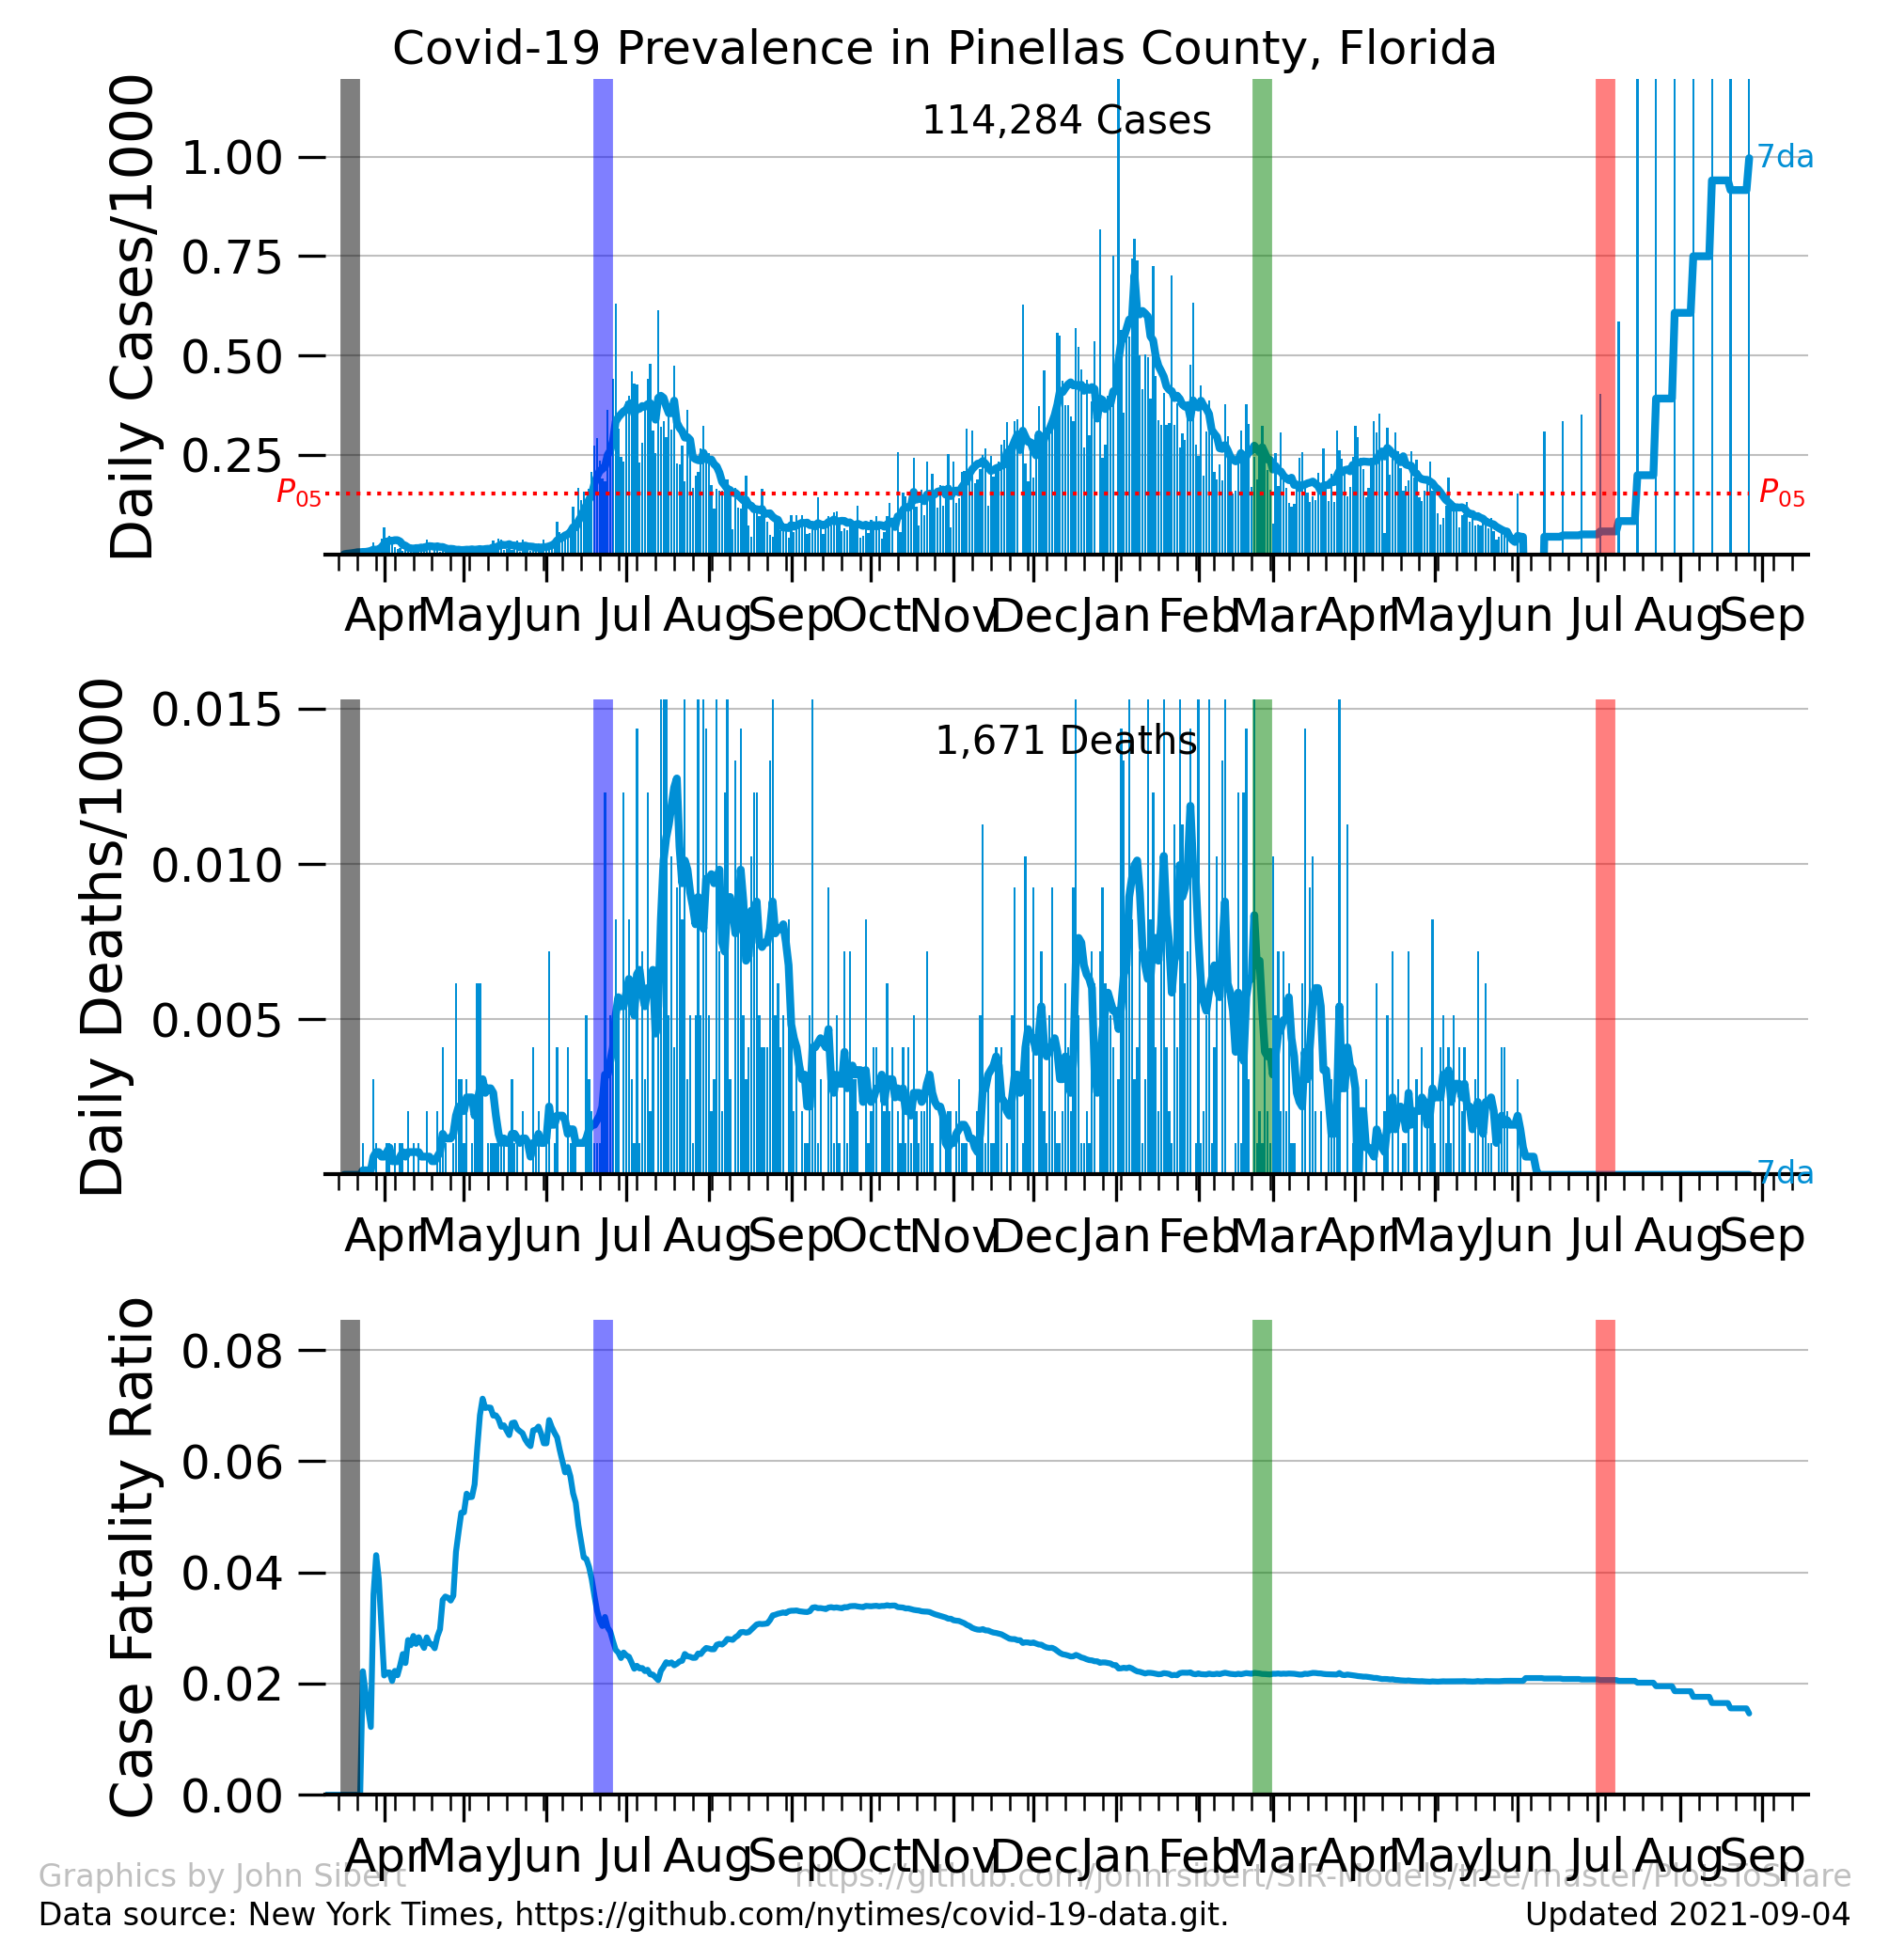 Covid-19 Prevalence in Pinellas County, Florida
Daily Cases/1000
114,284 Cases
1.00
0.75
0.50
0.25
7da
P05
P05
Apr May Jun Jul Aug Sep Oct Nov Dec Jan Feb Mar Apr May Jun Jul Aug Sep
Daily Deaths/1000
1,671 Deaths
0.015
0.010
0.005
7da
Apr May Jun Jul Aug Sep Oct Nov Dec Jan Feb Mar Apr May Jun Jul Aug Sep
Case Fatality Ratio
0.08
0.06
0.04
0.02
0.00
Apr May Jun Jul Aug Sep Oct Nov Dec Jan Feb Mar Apr May Jun Jul Aug Sep
Graphics by John Sibert https://github.com/johnrsibert/SIR-Models/tree/master/PlotsToShare
Data source: New York Times, https://github.com/nytimes/covid-19-data.git. Updated 2021-09-04